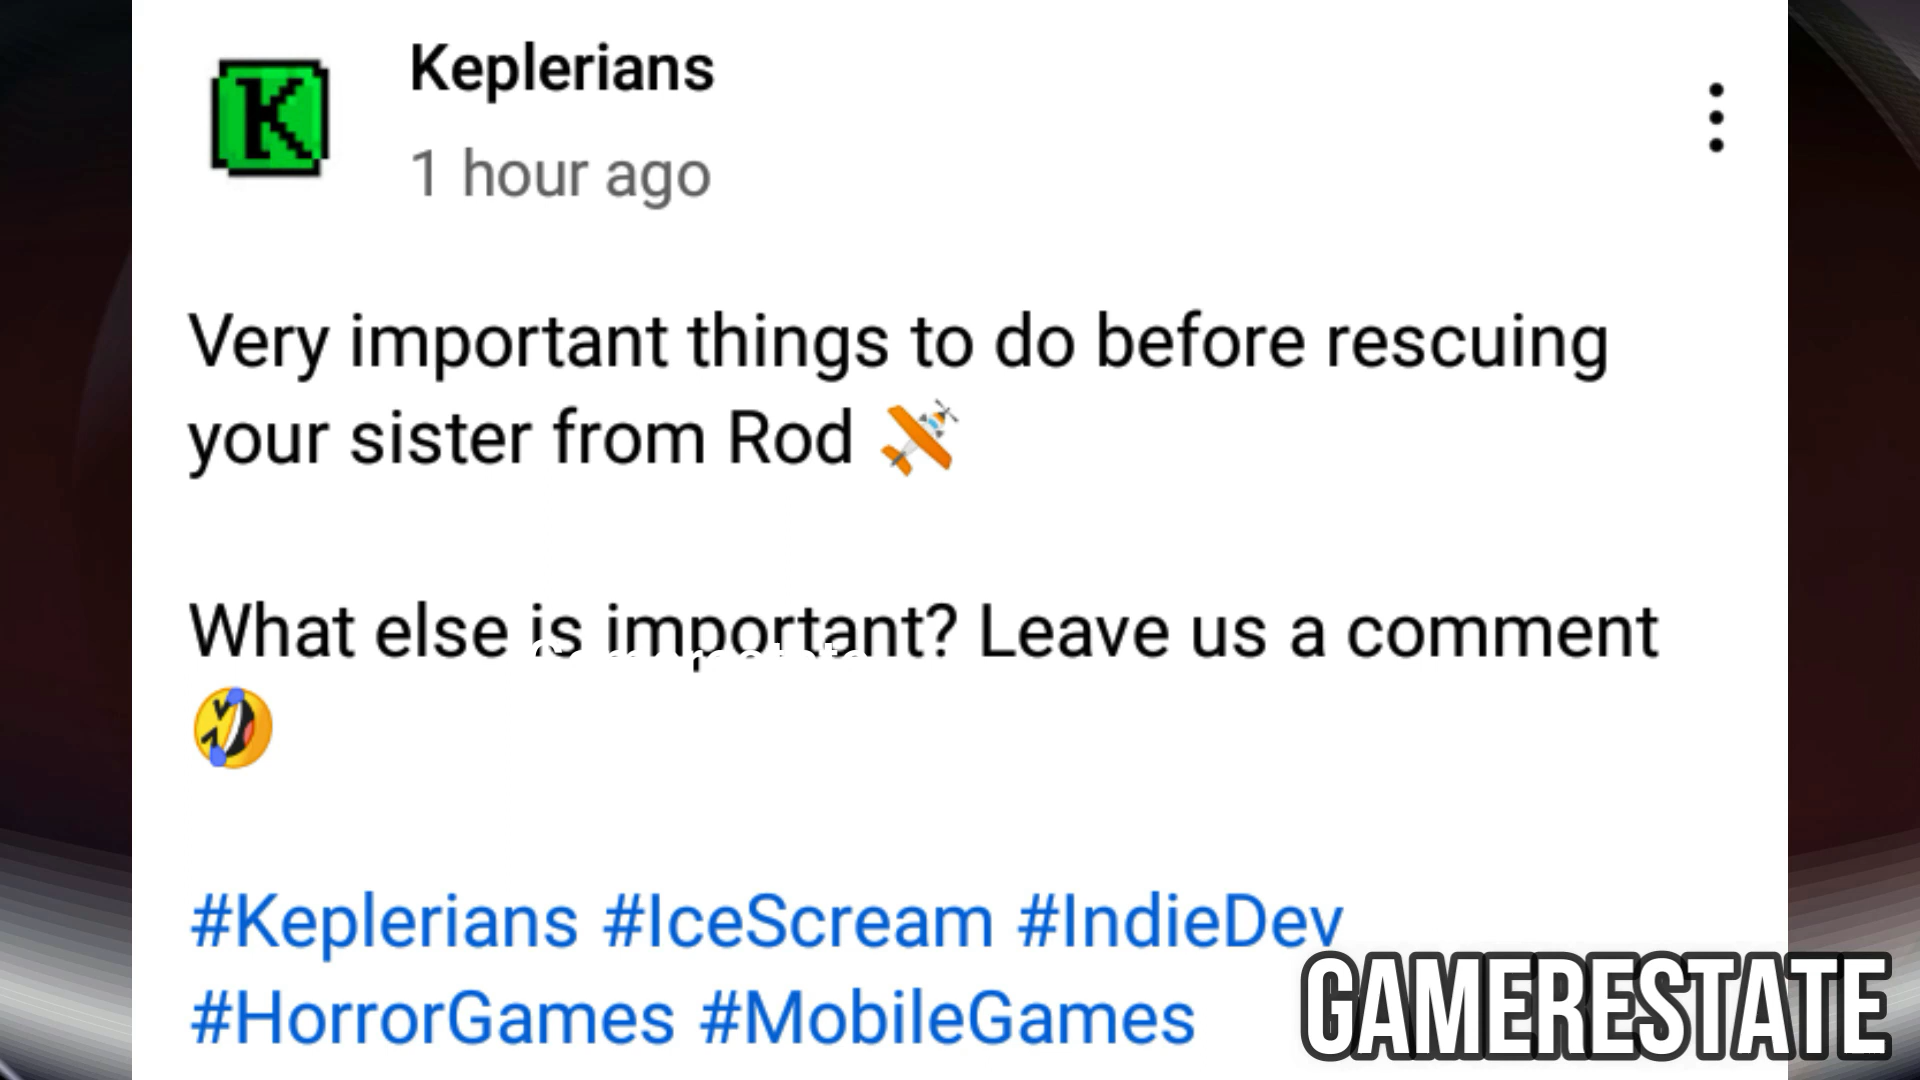 K
Keplerians
1 hour ago
Very important things to do before rescuing
your sister from Rod 🛩️
What else is important? Leave us a comment
🤣
#Keplerians #IceScream #IndieDev
#HorrorGames #MobileGames
GAMERESTATE